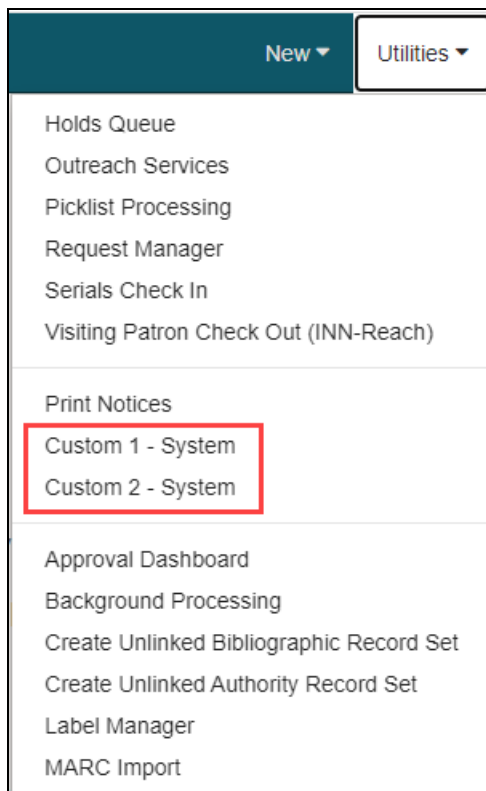 New Utilities
Holds Queue
Outreach Services
Picklist Processing
Request Manager
Serials Check In
Visiting Patron Check Out (INN-Reach)
Print Notices
Custom 1 - System
Custom 2 - System
Approval Dashboard
Background Processing
Create Unlinked Bibliographic Record Set
Create Unlinked Authority Record Set
Label Manager
MARC Import